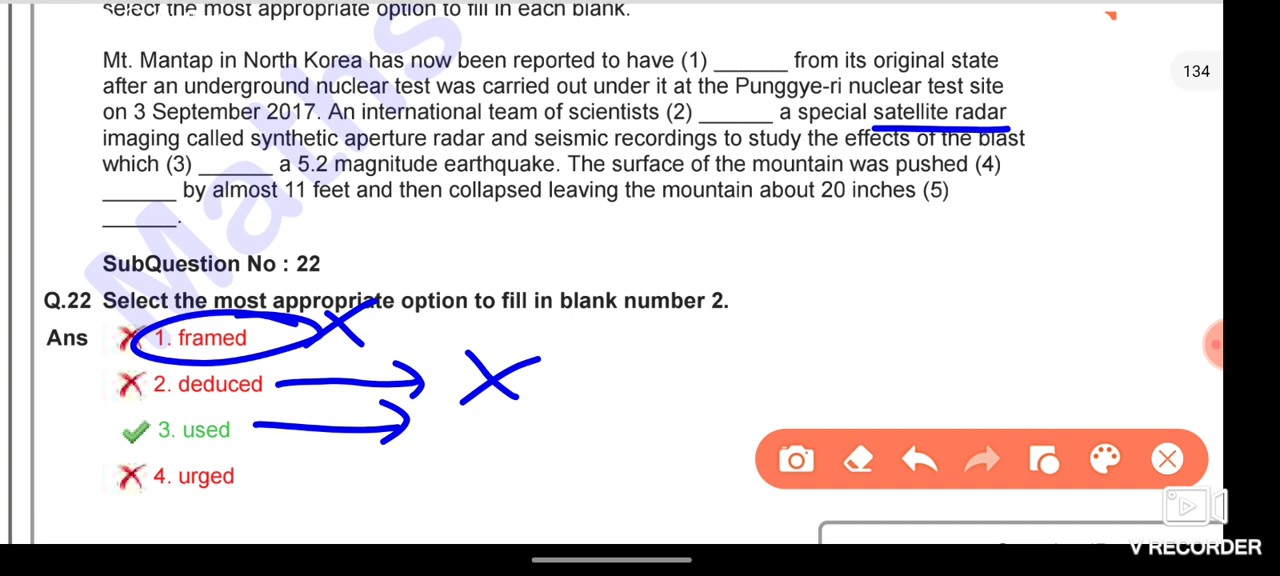 select the most appropriate option to fill in each blank.
Mt. Mantap in North Korea has now been reported to have (1) ______ from its original state
after an underground nuclear test was carried out under it at the Punggye-ri nuclear test site
on 3 September 2017. An international team of scientists (2) ______ a special satellite radar
imaging called synthetic aperture radar and seismic recordings to study the effects of the blast
which (3) ______ a 5.2 magnitude earthquake. The surface of the mountain was pushed (4)
______ by almost 11 feet and then collapsed leaving the mountain about 20 inches (5)
______.
134
Maths
SubQuestion No : 22
Q.22 Select the most appropriate option to fill in blank number 2.
Ans 1. framed
2. deduced
3. used
4. urged
V RECORDER